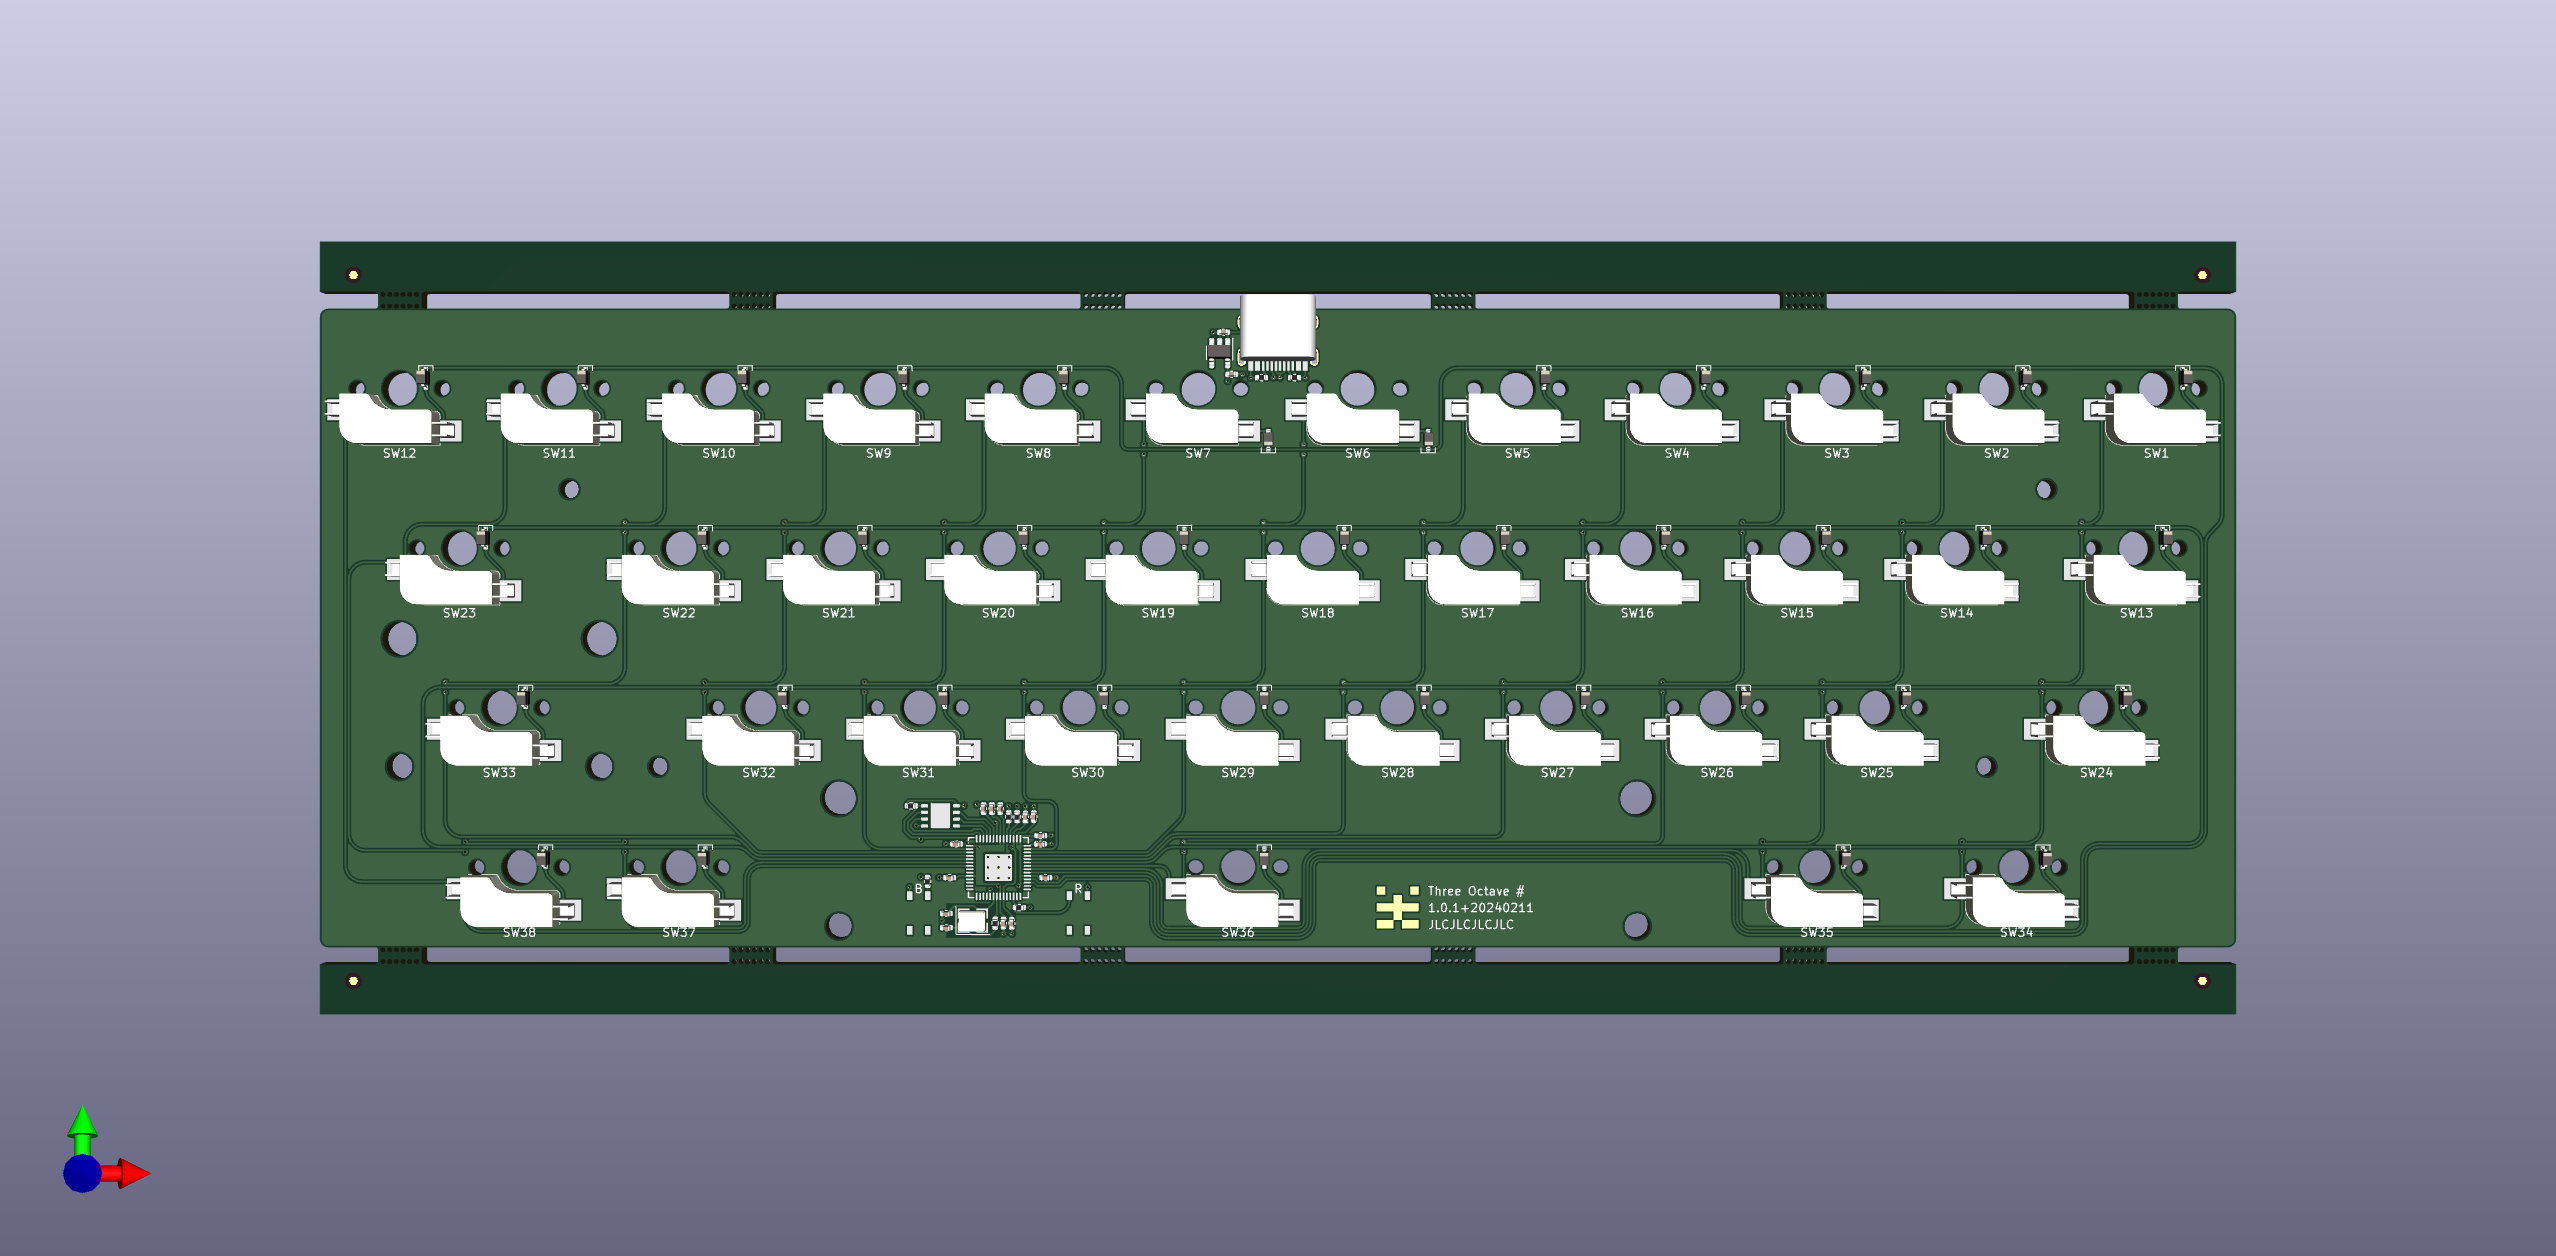 SW12 SW11 SW10 SW9 SW8 SW7 SW6 SW5 SW4 SW3 SW2 SW1
SW23 SW22 SW21 SW20 SW19 SW18 SW17 SW16 SW15 SW14 SW13
SW33 SW32 SW31 SW30 SW29 SW28 SW27 SW26 SW25 SW24
B R
Three Octave #
1.0.1+20240211
JLCJLCJLCJLC
SW38 SW37 SW36 SW35 SW34